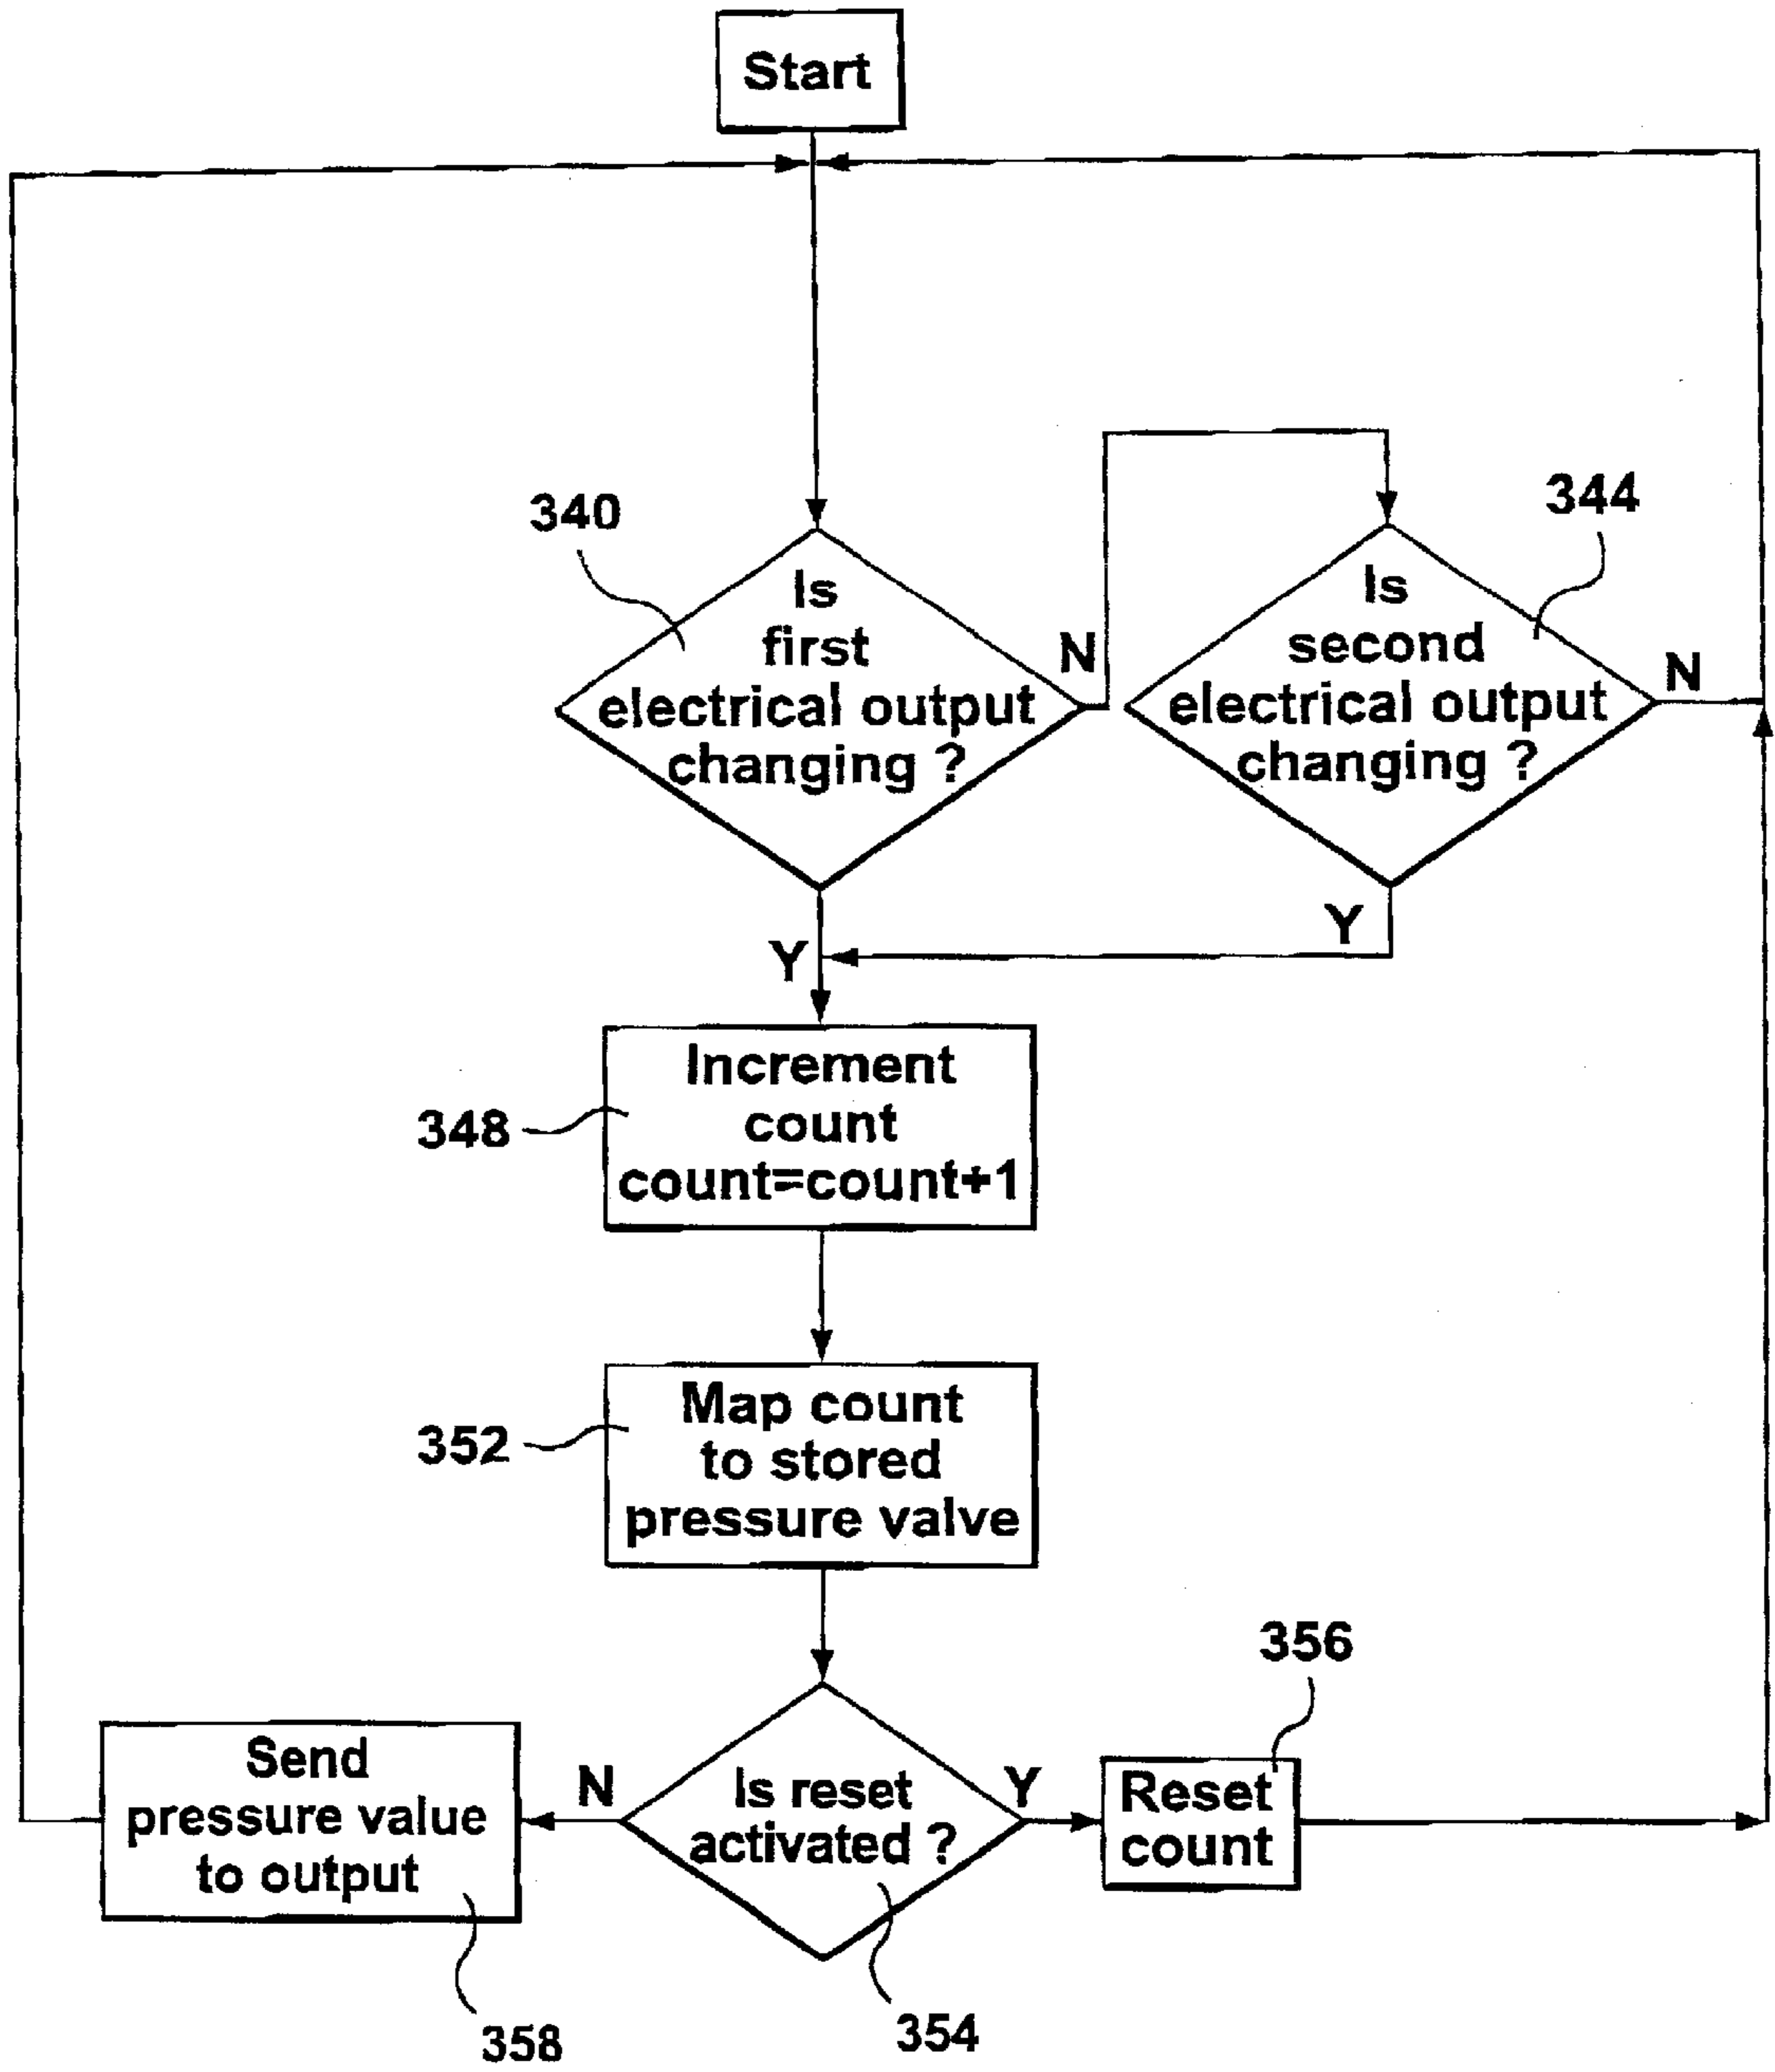 Start
340
Is
first
electrical output
changing ?
N
344
Is
second
electrical output
changing ?
N
Y
Y
348
Increment
count
count=count+1
352
Map count
to stored
pressure valve
356
Send
pressure value
to output
N
Is reset
activated ?
Y
Reset
count
358
354